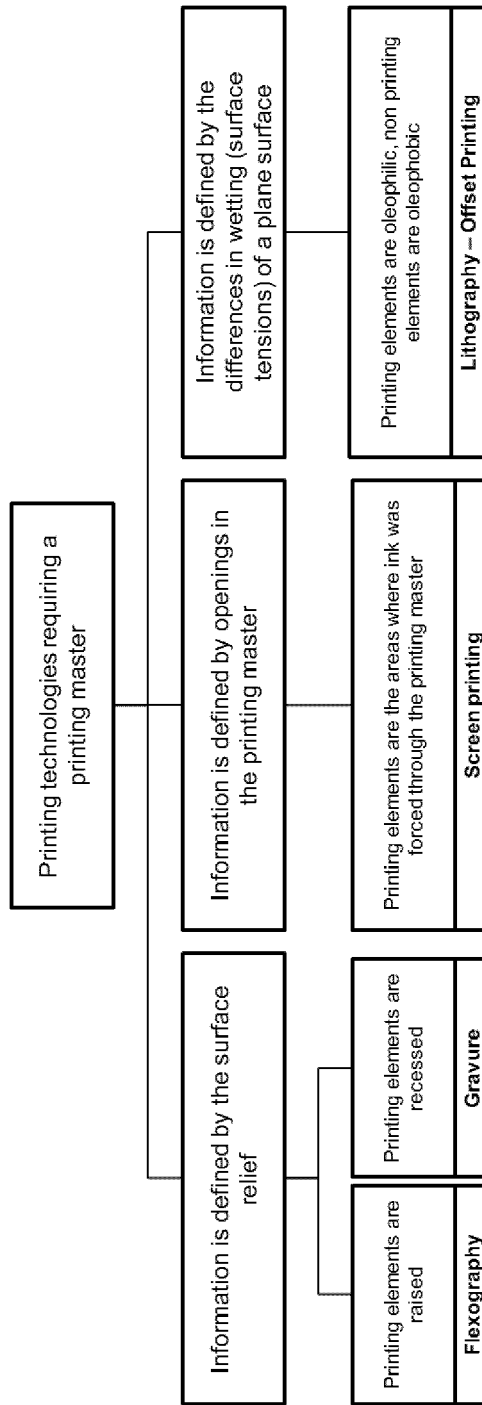 Printing technologies requiring a
printing master
Information is defined by the surface
relief
Information is defined by openings in
the printing master
Information is defined by the
differences in wetting (surface
tensions) of a plane surface
Printing elements are
raised
Flexography
Printing elements are
recessed
Gravure
Printing elements are the areas where ink was
forced through the printing master
Screen printing
Printing elements are oleophilic, non printing
elements are oleophobic
Lithography – Offset Printing